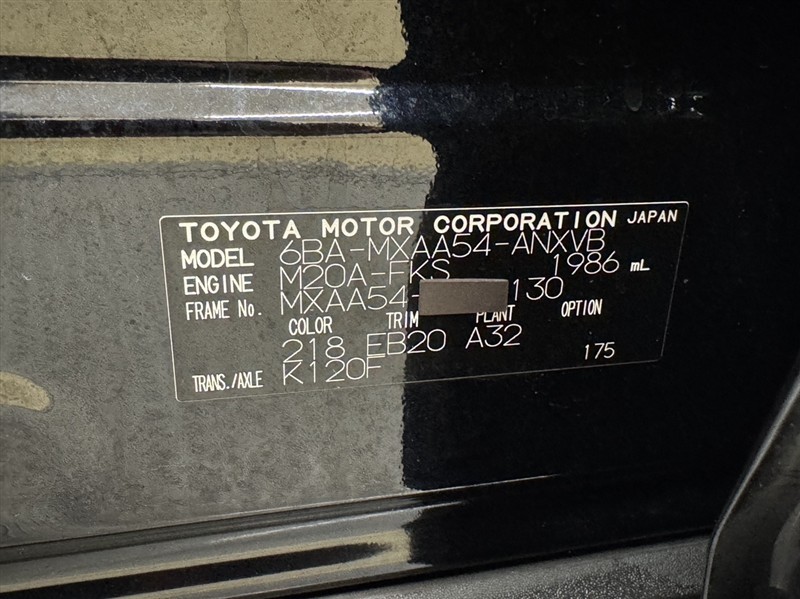 TOYOTA MOTOR CORPORATION JAPAN
MODEL 6BA-MXAA54-ANXVB
ENGINE M20A-FKS 1986 mL
FRAME No. MXAA54- 130
COLOR TRIM PLANT OPTION
218 EB20 A32
TRANS./AXLE K120F 175